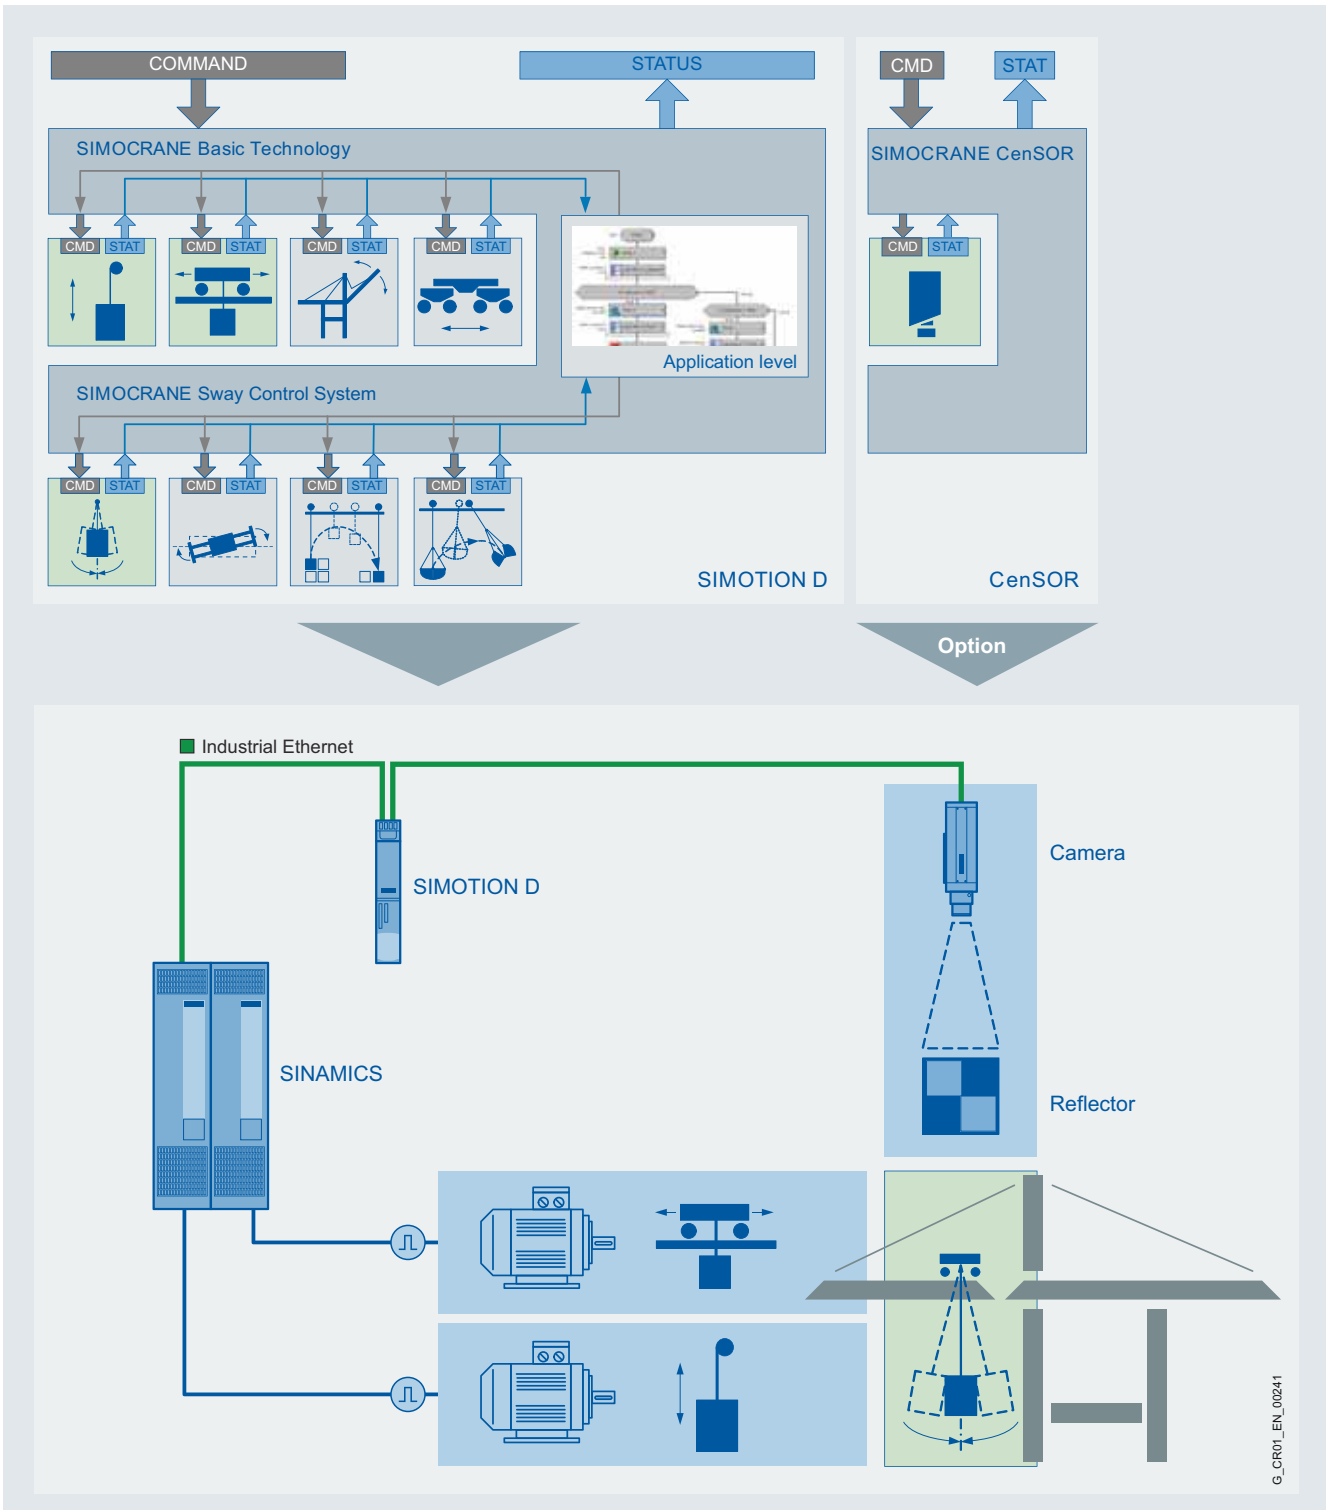 COMMAND
STATUS
CMD
STAT
SIMOCRANE Basic Technology
SIMOCRANE CenSOR
CMD STAT
CMD STAT
CMD STAT
CMD STAT
CMD STAT
Application level
SIMOCRANE Sway Control System
CMD STAT
CMD STAT
CMD STAT
CMD STAT
SIMOTION D
CenSOR
Option
Industrial Ethernet
Camera
SIMOTION D
SINAMICS
Reflector
G_CR01_EN_00241